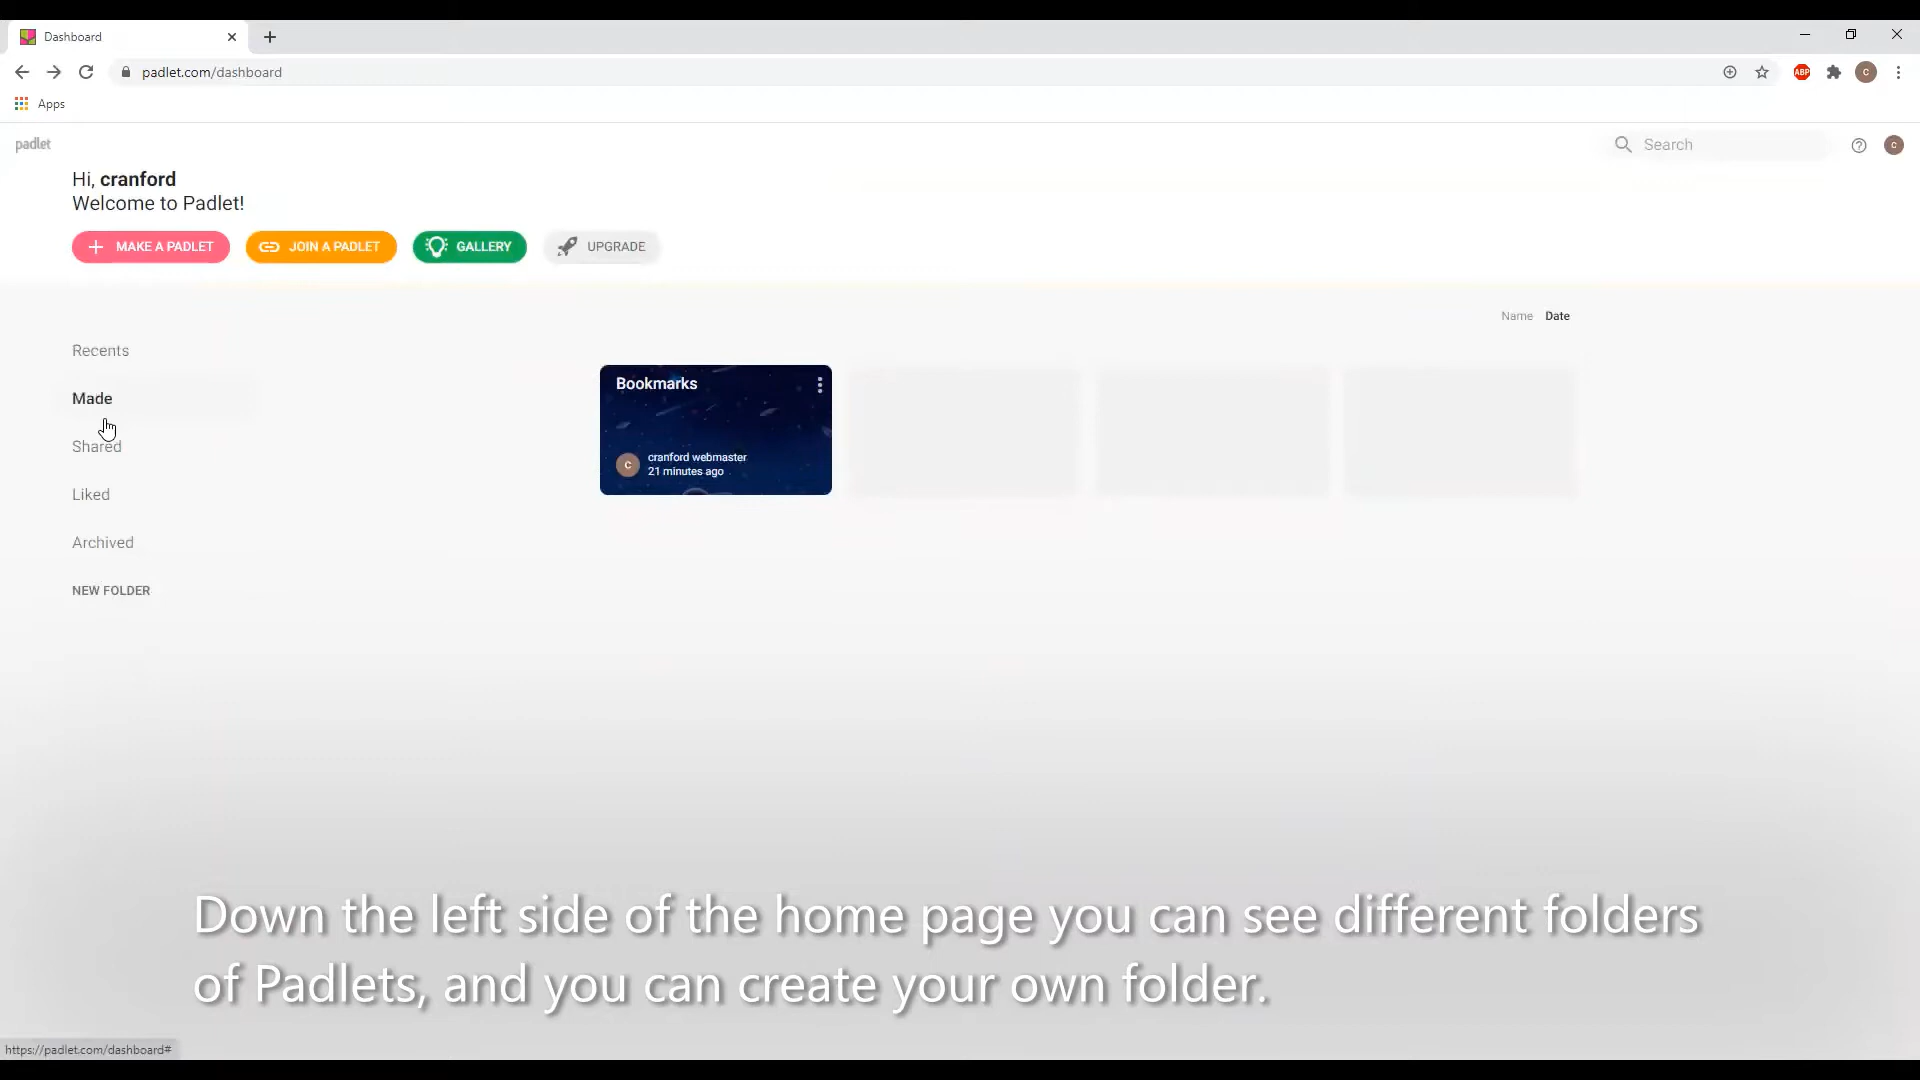 Dashboard
padlet.com/dashboard
ABP
C
Apps
padlet
Search
C
Hi, cranford
Welcome to Padlet!
MAKE A PADLET
JOIN A PADLET
GALLERY
UPGRADE
Name Date
Recents
Made
Shared
Liked
Archived
NEW FOLDER
Bookmarks
C
cranford webmaster
21 minutes ago
Down the left side of the home page you can see different folders
of Padlets, and you can create your own folder.
https://padlet.com/dashboard#